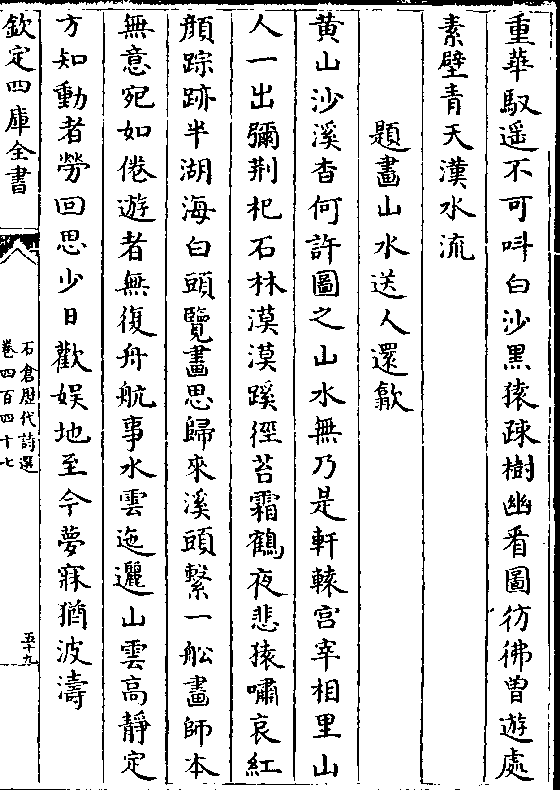 重華馭遥不可呌白沙黑猿疎樹幽看圖彷彿曽遊處
素壁青天漢水流
題畫山水送人還歙
黄山沙溪杳何許圖之山水無乃是軒轅宫宰相里山
人一出彌荆杞石林漠漠蹊徑苔霜鶴夜悲猿嘯哀紅
顔踪跡半湖海白頭覽畫思歸來溪頭繫一舩畫師本
無意宛如倦遊者無復舟航事水雲迤邐山雲高靜定
方知動者勞回思少日歡娱地至今夢寐猶波濤
欽定四庫全書
石倉歴代詩選
卷四百四十七
五十九